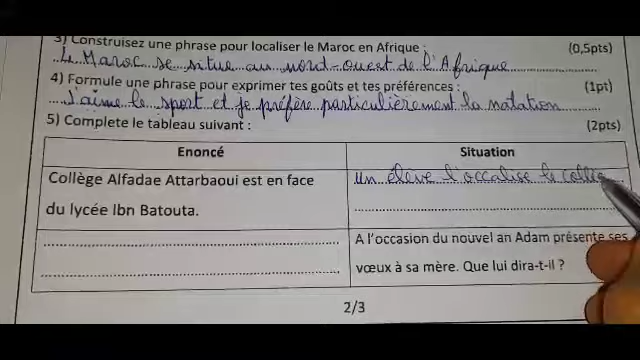 3) Construisez une phrase pour localiser le Maroc en Afrique : (0,5pts)
Le Maroc se situe au nord-ouest de l'Afrique
4) Formule une phrase pour exprimer tes goûts et tes préférences : (1pt)
J'aime le sport et je préfère particulièrement la natation
5) Complete le tableau suivant : (2pts)
Enoncé Situation
Collège Alfadae Attarbaoui est en face Un élève l'occalise le collèg
du lycée Ibn Batouta.
A l'occasion du nouvel an Adam présente ses
vœux à sa mère. Que lui dira-t-il ?
2/3